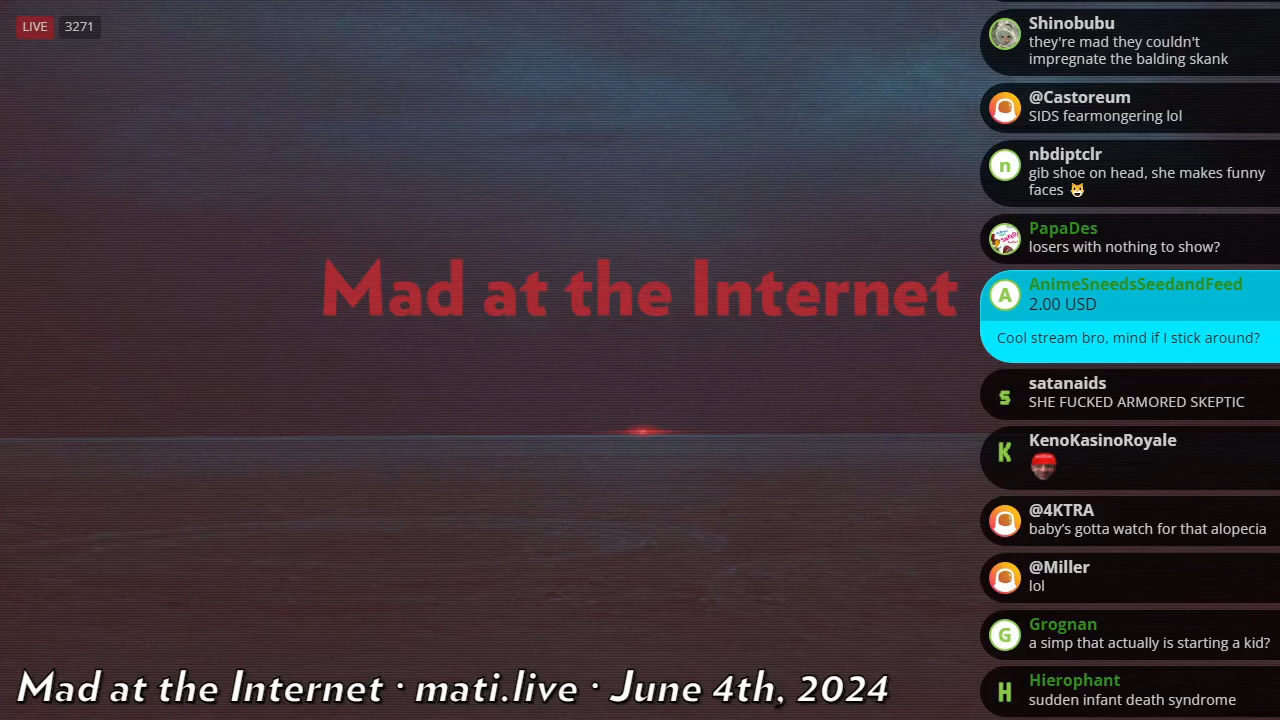 LIVE 3271
Mad at the Internet
Shinobubu
they're mad they couldn't
impregnate the balding skank
@Castoreum
SIDS fearmongering lol
n
nbdiptclr
gib shoe on head, she makes funny
faces 😹
PapaDes
losers with nothing to show?
A
AnimeSneedsSeedandFeed
2.00 USD
Cool stream bro, mind if I stick around?
s
satanaids
SHE FUCKED ARMORED SKEPTIC
K
KenoKasinoRoyale
@4KTRA
baby's gotta watch for that alopecia
@Miller
lol
G
Grognan
a simp that actually is starting a kid?
H
Hierophant
sudden infant death syndrome
Mad at the Internet · mati.live · June 4th, 2024